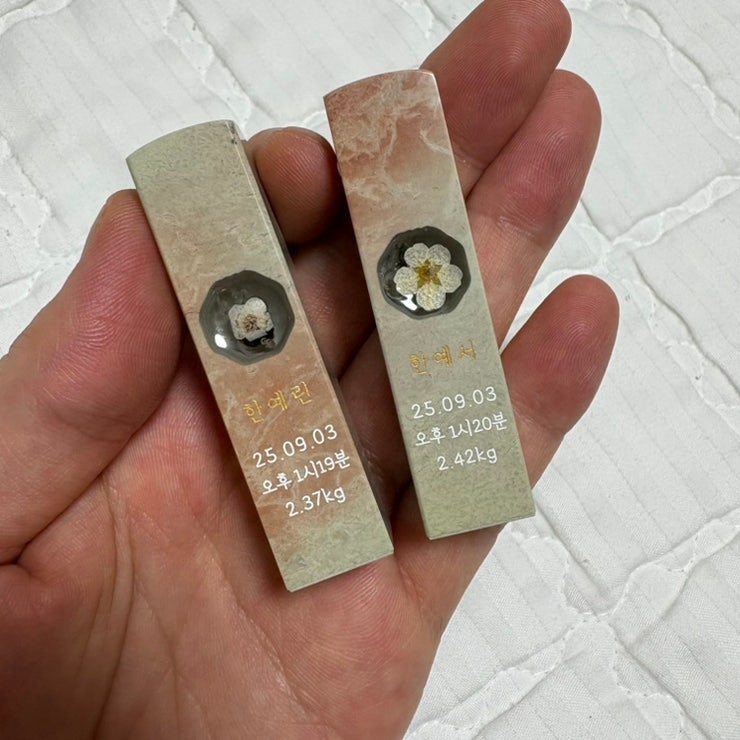 한예린
25.09.03
오후 1시19분
2.37kg
한예서
25.09.03
오후 1시20분
2.42kg